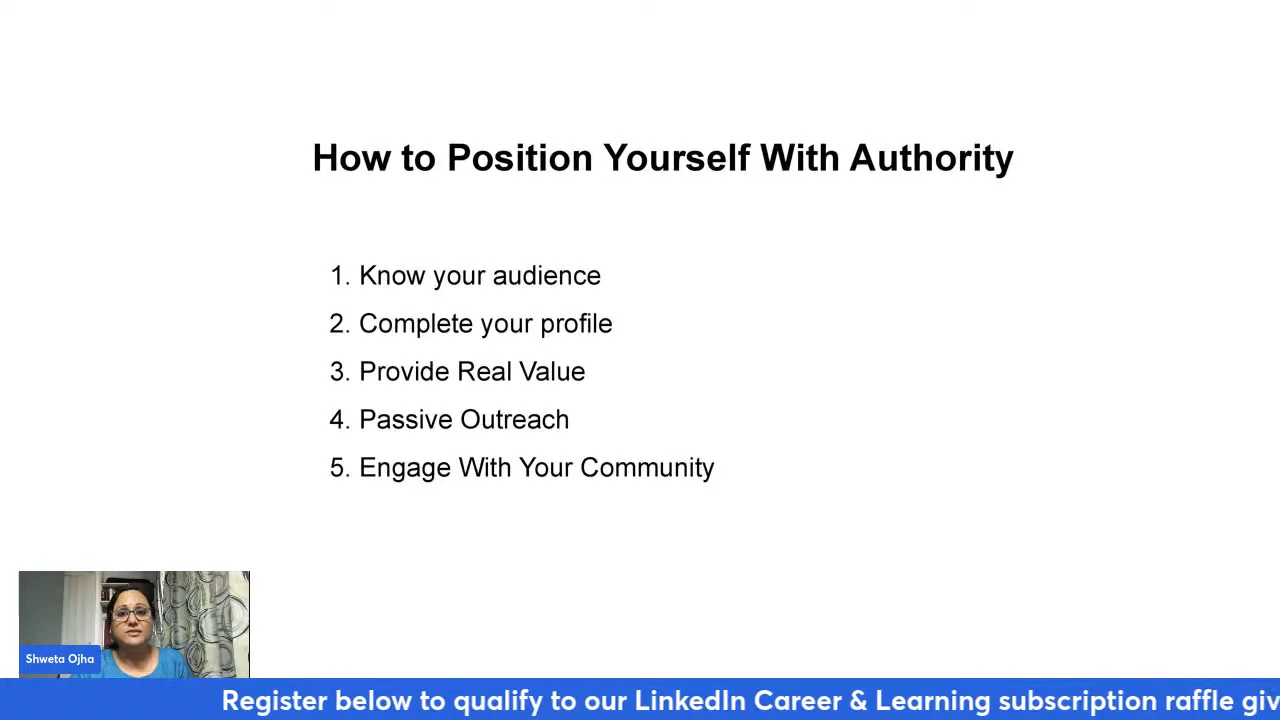 How to Position Yourself With Authority
1. Know your audience
2. Complete your profile
3. Provide Real Value
4. Passive Outreach
5. Engage With Your Community
Shweta Ojha
Register below to qualify to our LinkedIn Career & Learning subscription raffle giv